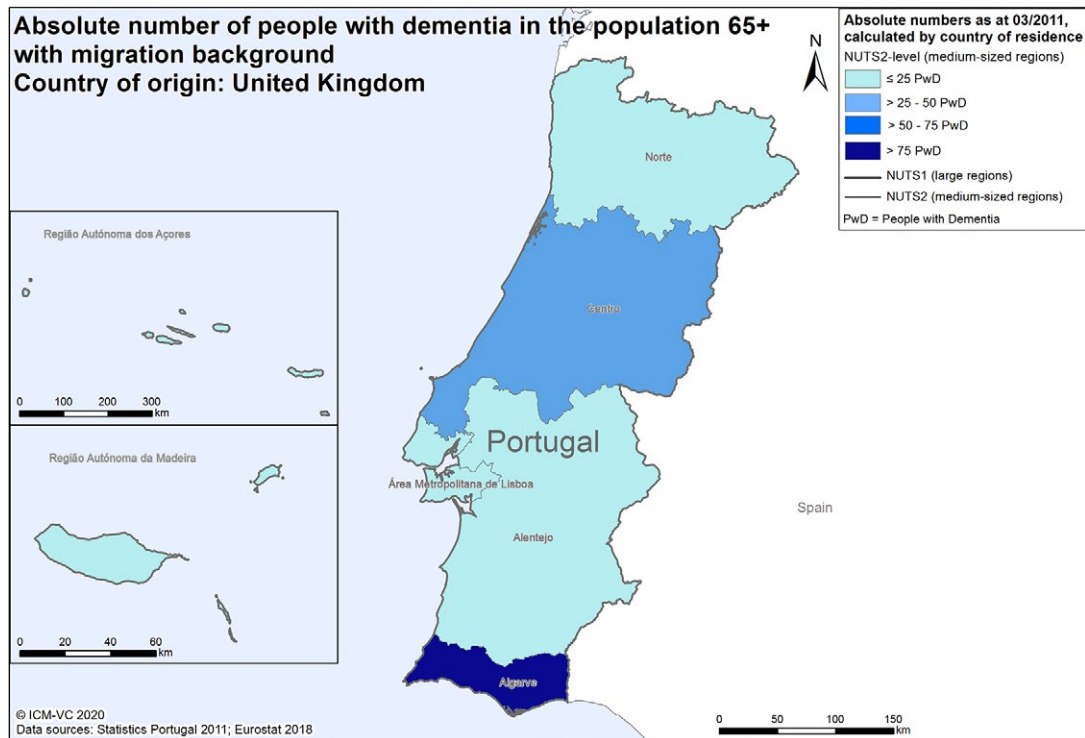 Absolute number of people with dementia in the population 65+
with migration background
Country of origin: United Kingdom
N
Absolute numbers as at 03/2011,
calculated by country of residence
NUTS2-level (medium-sized regions)
≤ 25 PwD
> 25 - 50 PwD
> 50 - 75 PwD
> 75 PwD
NUTS1 (large regions)
NUTS2 (medium-sized regions)
PwD = People with Dementia
Norte
Região Autónoma dos Açores
Centro
0 100 200 300
km
Portugal
Região Autónoma da Madeira
Área Metropolitana de Lisboa
Spain
Alentejo
0 20 40 60
km
Algarve
© ICM-VC 2020
Data sources: Statistics Portugal 2011; Eurostat 2018
0 50 100 150
km